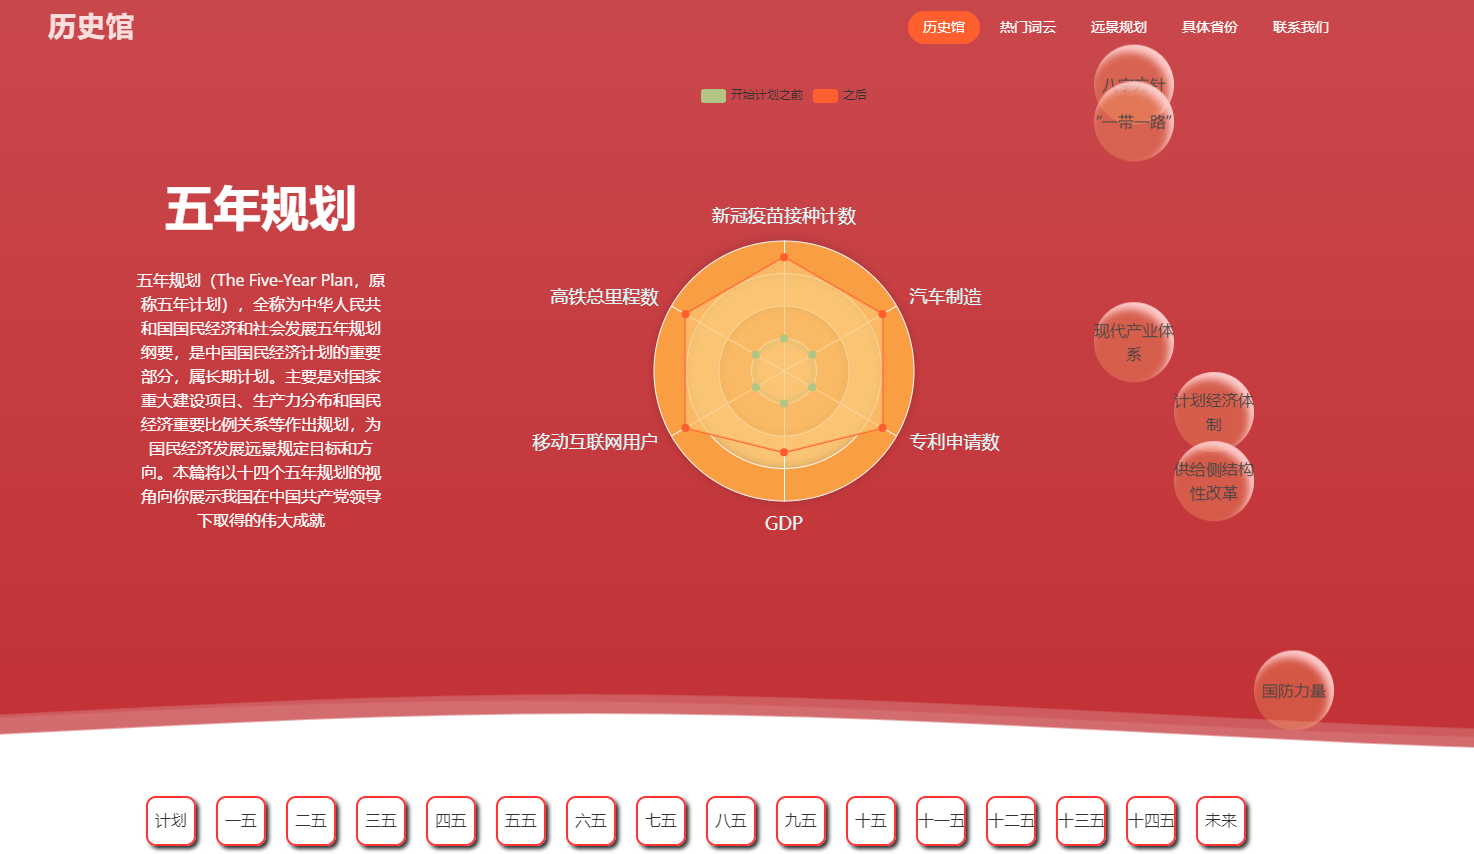 历史馆
历史馆 热门词云 远景规划 具体省份 联系我们
开始计划之前 之后
八字方针
“一带一路”
五年规划
五年规划（The Five-Year Plan，原
称五年计划），全称为中华人民共
和国国民经济和社会发展五年规划
纲要，是中国国民经济计划的重要
部分，属长期计划。主要是对国家
重大建设项目、生产力分布和国民
经济重要比例关系等作出规划，为
国民经济发展远景规定目标和方
向。本篇将以十四个五年规划的视
角向你展示我国在中国共产党领导
下取得的伟大成就
新冠疫苗接种计数
高铁总里程数
汽车制造
移动互联网用户
专利申请数
GDP
现代产业体
系
计划经济体
制
供给侧结构
性改革
国防力量
计划 一五 二五 三五 四五 五五 六五 七五 八五 九五 十五 十一五 十二五 十三五 十四五 未来